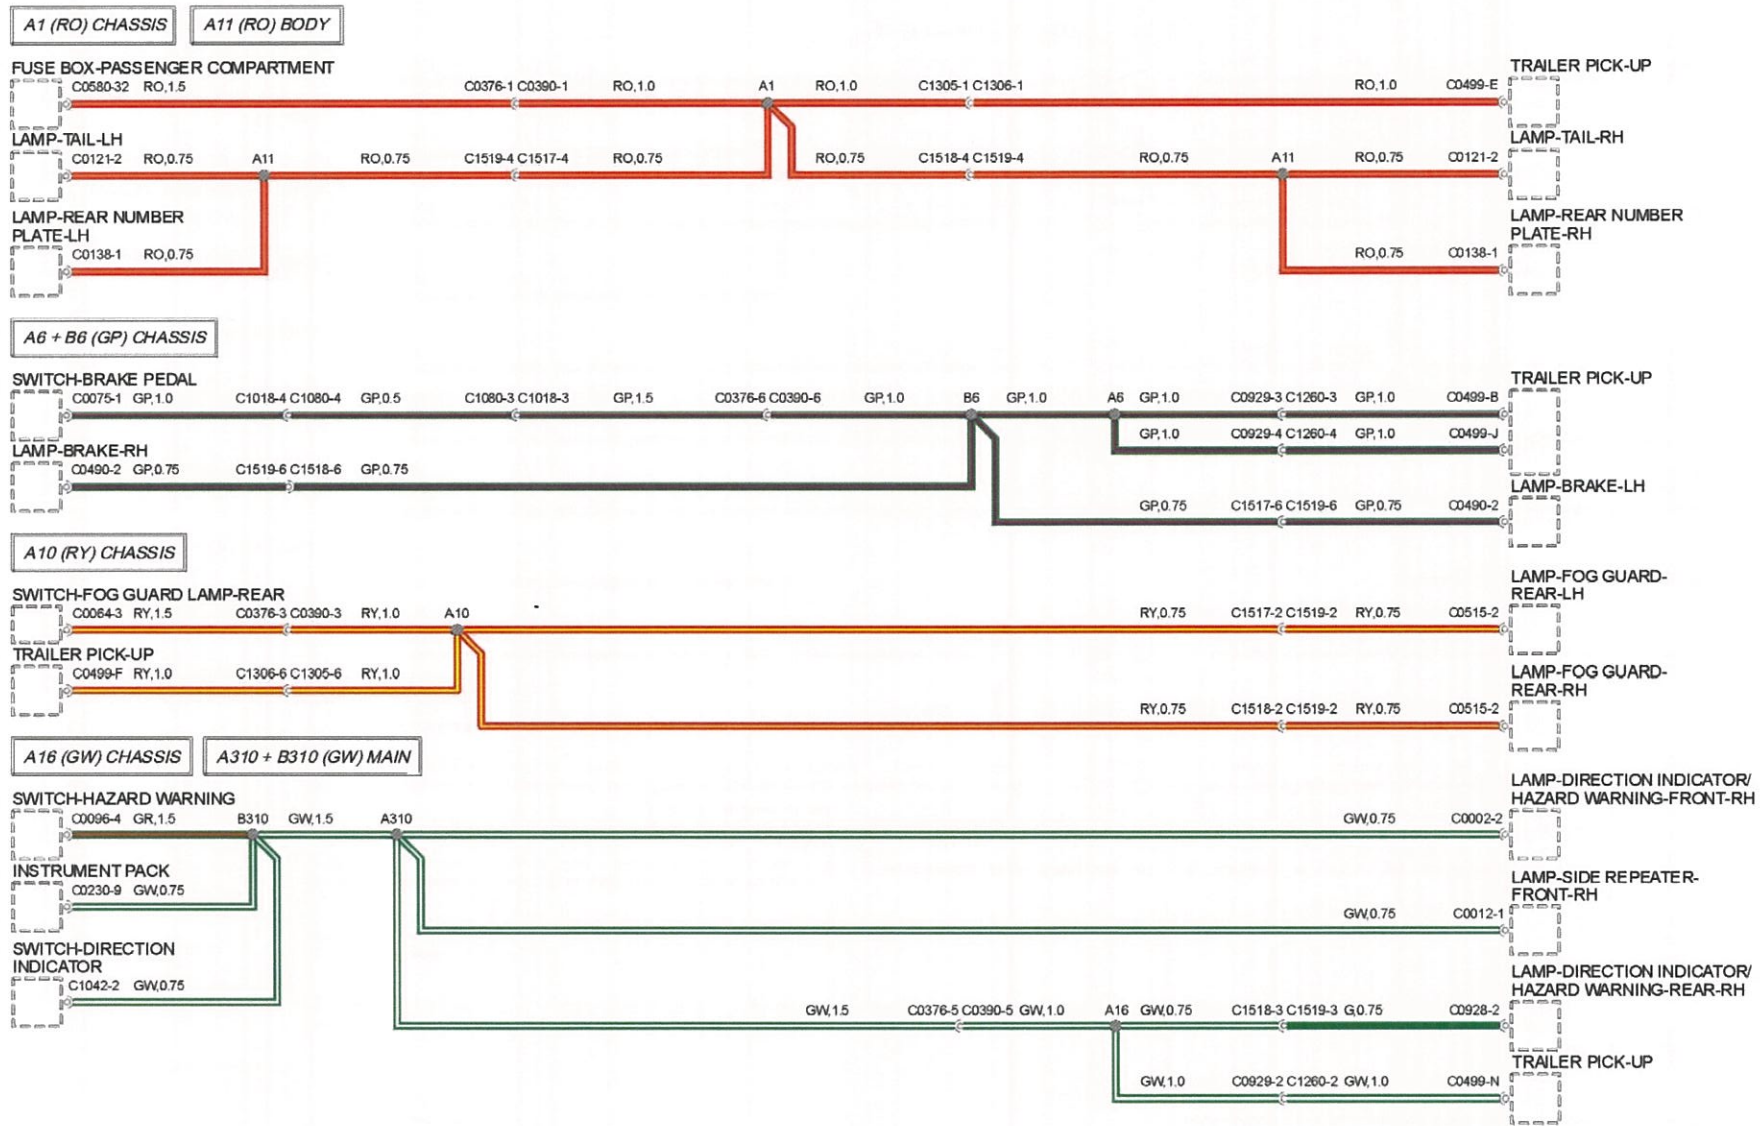 A1 (RO) CHASSIS A11 (RO) BODY
FUSE BOX-PASSENGER COMPARTMENT TRAILER PICK-UP
C0580-32 RO,1.5 C0376-1 C0390-1 RO,1.0 A1 RO,1.0 C1305-1 C1306-1 RO,1.0 C0499-E
LAMP-TAIL-LH LAMP-TAIL-RH
C0121-2 RO,0.75 A11 RO,0.75 C1519-4 C1517-4 RO,0.75 RO,0.75 C1518-4 C1519-4 RO,0.75 A11 RO,0.75 C0121-2
LAMP-REAR NUMBER LAMP-REAR NUMBER
PLATE-LH PLATE-RH
C0138-1 RO,0.75 RO,0.75 C0138-1
A6 + B6 (GP) CHASSIS
SWITCH-BRAKE PEDAL TRAILER PICK-UP
C0075-1 GP,1.0 C1018-4 C1080-4 GP,0.5 C1080-3 C1018-3 GP,1.5 C0376-6 C0390-6 GP,1.0 B6 GP,1.0 A6 GP,1.0 C0929-3 C1260-3 GP,1.0 C0499-B
GP,1.0 C0929-4 C1260-4 GP,1.0 C0499-J
LAMP-BRAKE-RH
C0490-2 GP,0.75 C1519-6 C1518-6 GP,0.75
LAMP-BRAKE-LH
GP,0.75 C1517-6 C1519-6 GP,0.75 C0490-2
A10 (RY) CHASSIS
LAMP-FOG GUARD-
SWITCH-FOG GUARD LAMP-REAR REAR-LH
C0064-3 RY,1.5 C0376-3 C0390-3 RY,1.0 A10 RY,0.75 C1517-2 C1519-2 RY,0.75 C0515-2
TRAILER PICK-UP LAMP-FOG GUARD-
C0499-F RY,1.0 C1306-6 C1305-6 RY,1.0 REAR-RH
RY,0.75 C1518-2 C1519-2 RY,0.75 C0515-2
A16 (GW) CHASSIS A310 + B310 (GW) MAIN
LAMP-DIRECTION INDICATOR/
SWITCH-HAZARD WARNING HAZARD WARNING-FRONT-RH
C0096-4 GR,1.5 B310 GW,1.5 A310 GW,0.75 C0002-2
INSTRUMENT PACK LAMP-SIDE REPEATER-
C0230-9 GW,0.75 FRONT-RH
GW,0.75 C0012-1
SWITCH-DIRECTION
INDICATOR LAMP-DIRECTION INDICATOR/
C1042-2 GW,0.75 HAZARD WARNING-REAR-RH
GW,1.5 C0376-5 C0390-5 GW,1.0 A16 GW,0.75 C1518-3 C1519-3 G,0.75 C0928-2
TRAILER PICK-UP
GW,1.0 C0929-2 C1260-2 GW,1.0 C0499-N